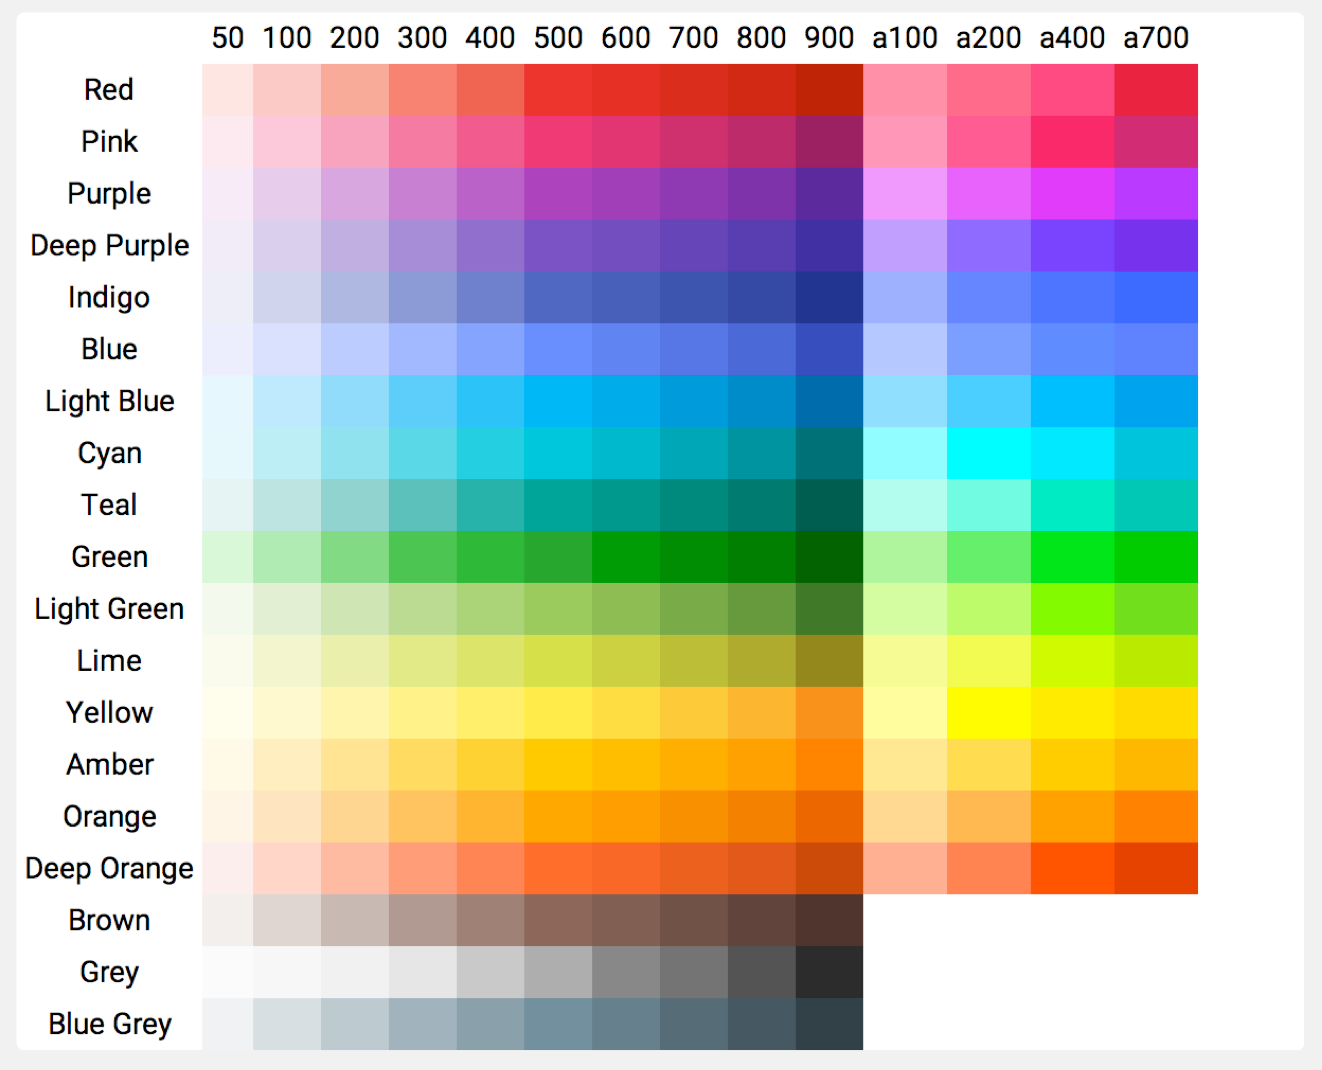 50 100 200 300 400 500 600 700 800 900 a100 a200 a400 a700
Red
Pink
Purple
Deep Purple
Indigo
Blue
Light Blue
Cyan
Teal
Green
Light Green
Lime
Yellow
Amber
Orange
Deep Orange
Brown
Grey
Blue Grey